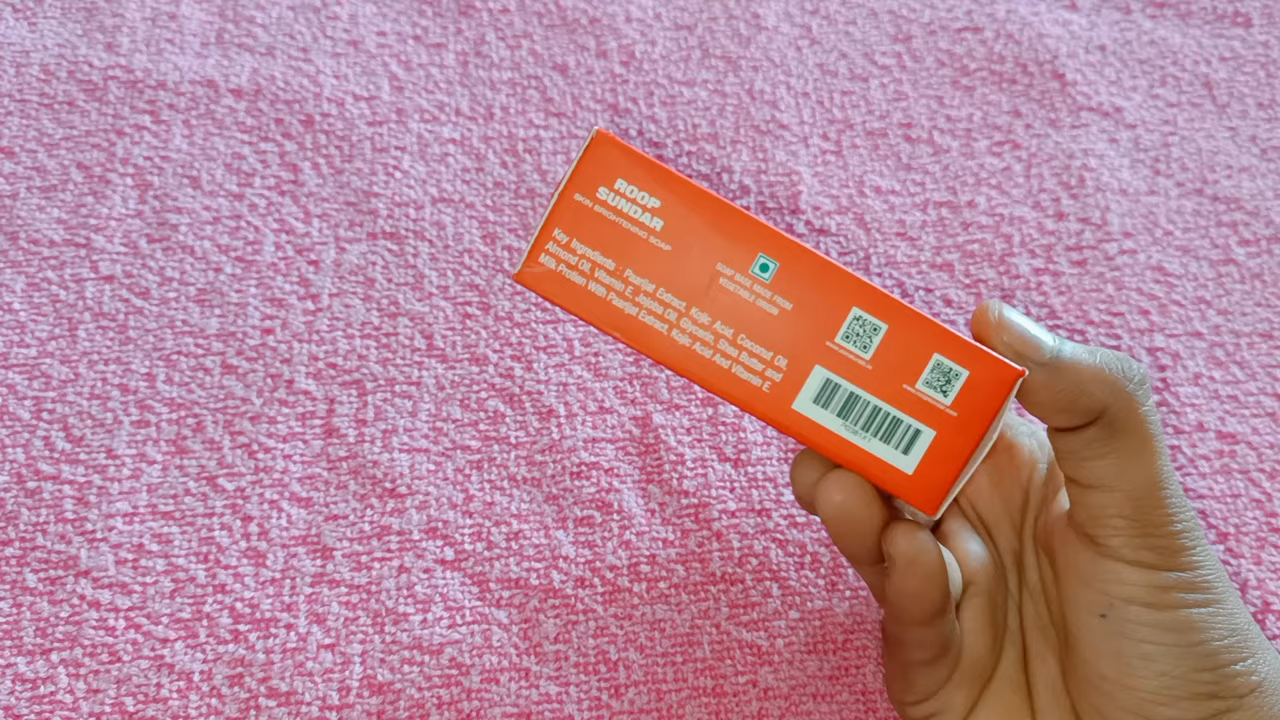 ROOP
SUNDAR
SKIN BRIGHTENING SOAP
Key Ingredients : Paarijat Extract, Kojic Acid, Coconut Oil,
Almond Oil, Vitamin E, Jojoba Oil, Glycerin, Shea Butter and
Milk Protien With Paarijat Extract, Kojic Acid And Vitamin E.
SOAP BASE MADE FROM
VEGETABLE ORIGIN